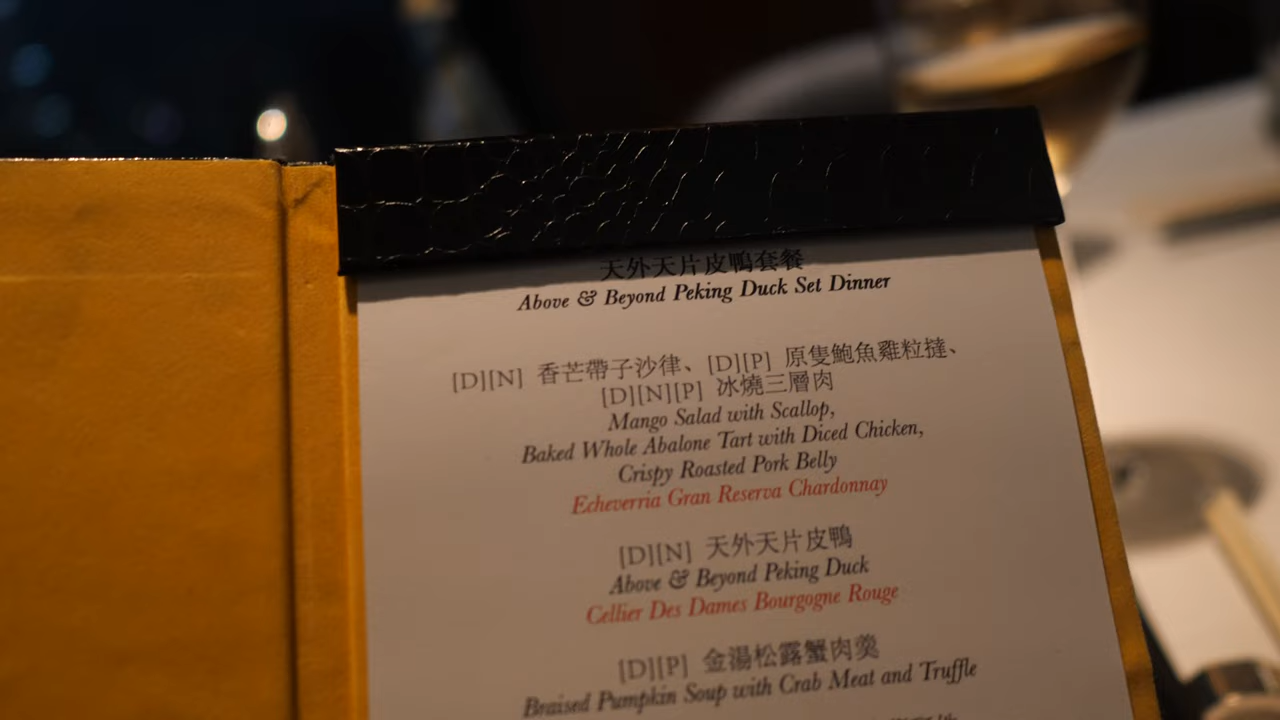 天外天片皮鴨套餐
Above & Beyond Peking Duck Set Dinner
[D][N] 香芒帶子沙律、[D][P] 原隻鮑魚雞粒撻、
[D][N][P] 冰燒三層肉
Mango Salad with Scallop,
Baked Whole Abalone Tart with Diced Chicken,
Crispy Roasted Pork Belly
Echeverria Gran Reserva Chardonnay
[D][N] 天外天片皮鴨
Above & Beyond Peking Duck
Cellier Des Dames Bourgogne Rouge
[D][P] 金湯松露蟹肉羹
Braised Pumpkin Soup with Crab Meat and Truffle